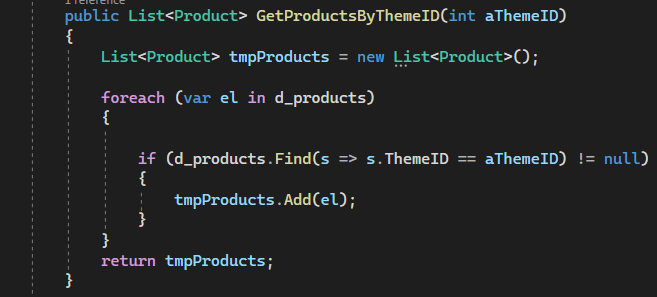 1 reference
public List<Product> GetProductsByThemeID(int aThemeID)
{
List<Product> tmpProducts = new List<Product>();
foreach (var el in d_products)
{
if (d_products.Find(s => s.ThemeID == aThemeID) != null)
{
tmpProducts.Add(el);
}
}
return tmpProducts;
}